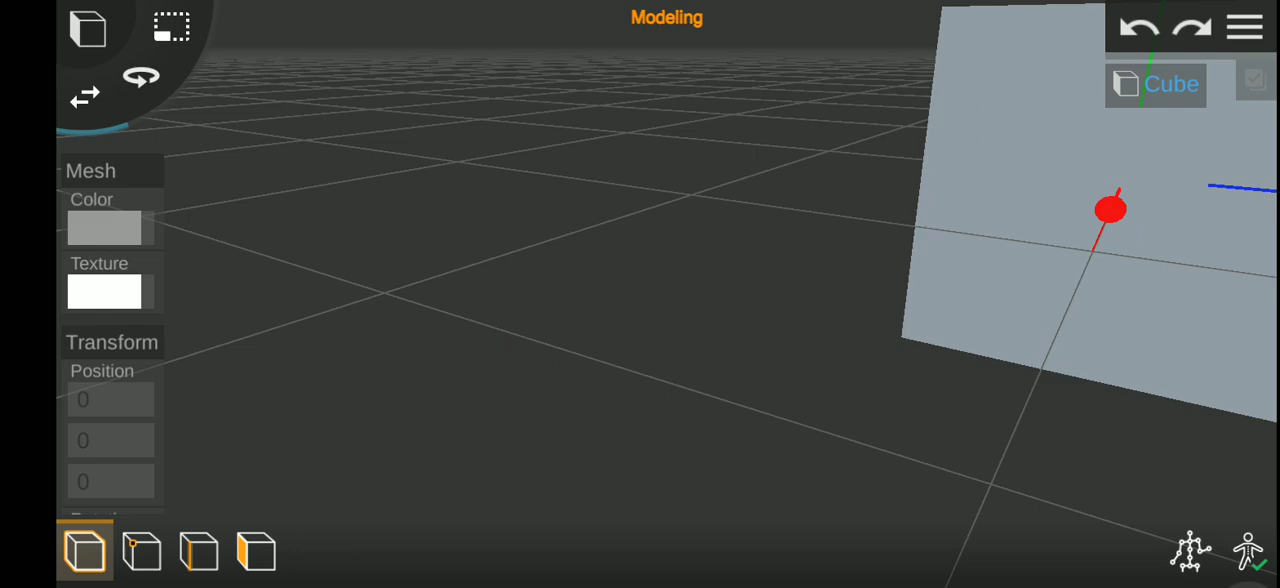 Modeling
Cube
Mesh
Color
Texture
Transform
Position
0
0
0